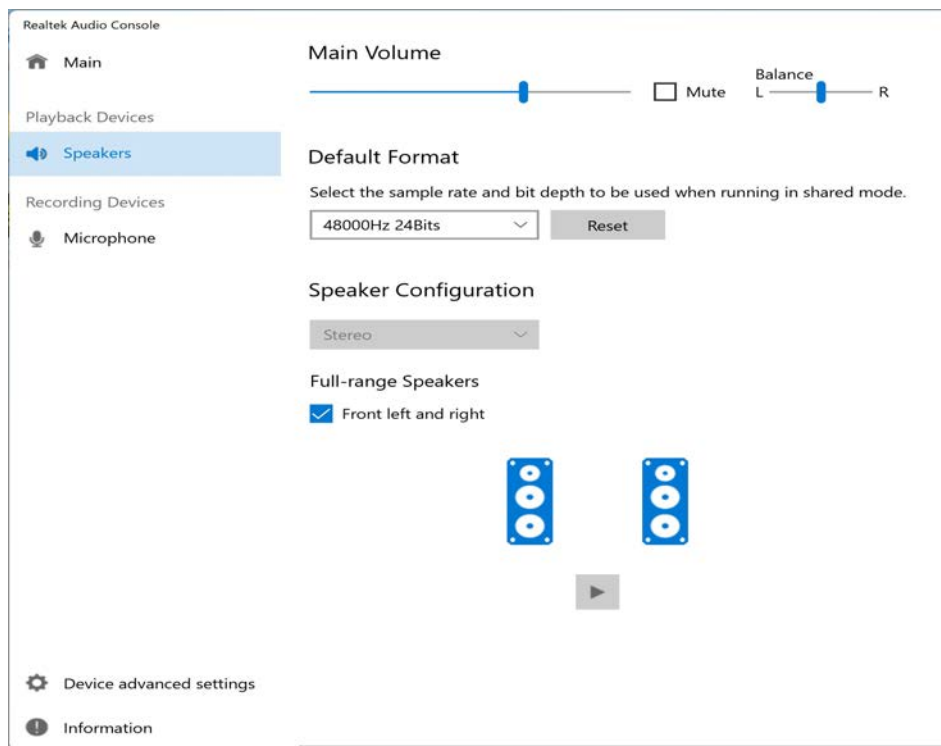 Realtek Audio Console
Main
Playback Devices
Speakers
Recording Devices
Microphone
Device advanced settings
Information
Main Volume
Mute
Balance
L R
Default Format
Select the sample rate and bit depth to be used when running in shared mode.
48000Hz 24Bits
Reset
Speaker Configuration
Stereo
Full-range Speakers
Front left and right